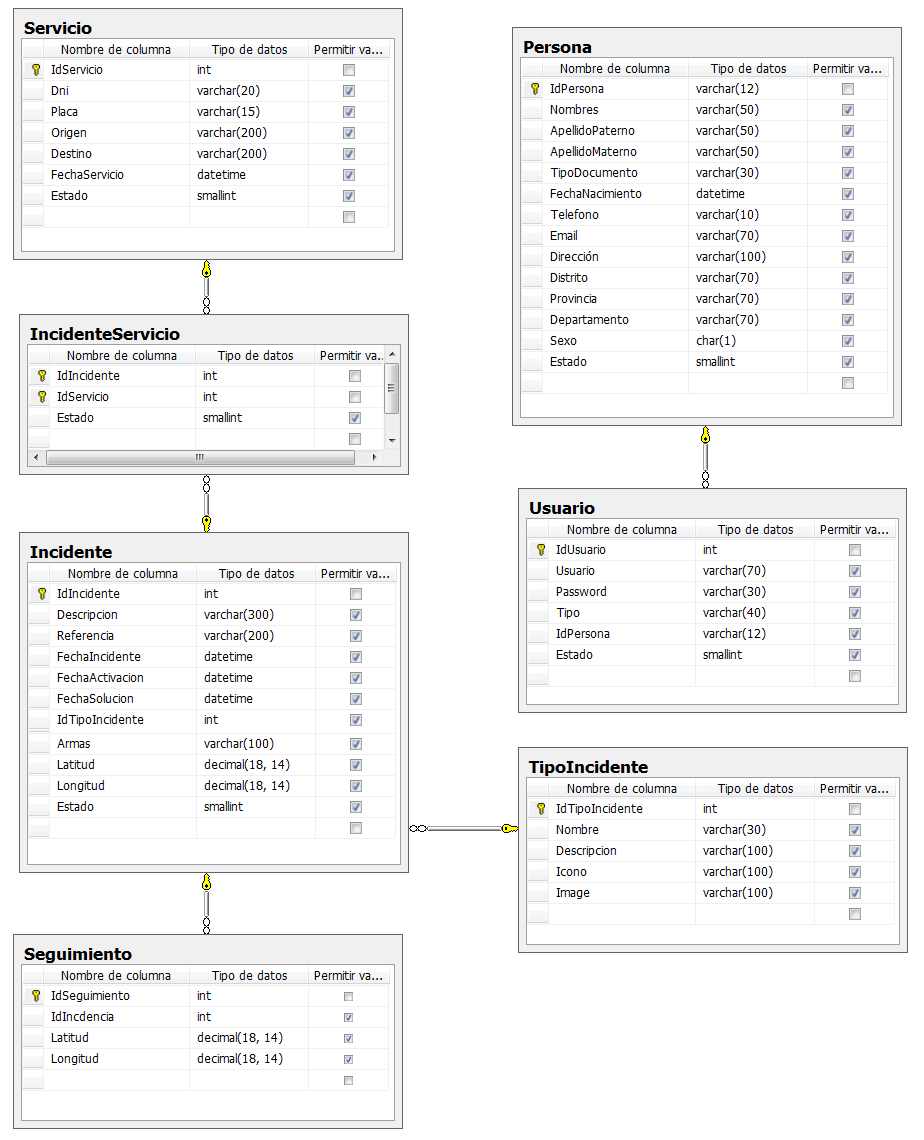 Servicio
Nombre de columna Tipo de datos Permitir va...
IdServicio int
Dni varchar(20)
Placa varchar(15)
Origen varchar(200)
Destino varchar(200)
FechaServicio datetime
Estado smallint
IncidenteServicio
Nombre de columna Tipo de datos Permitir va..
IdIncidente int
IdServicio int
Estado smallint
Incidente
Nombre de columna Tipo de datos Permitir va...
IdIncidente int
Descripcion varchar(300)
Referencia varchar(200)
FechaIncidente datetime
FechaActivacion datetime
FechaSolucion datetime
IdTipoIncidente int
Armas varchar(100)
Latitud decimal(18, 14)
Longitud decimal(18, 14)
Estado smallint
Seguimiento
Nombre de columna Tipo de datos Permitir va...
IdSeguimiento int
IdIncdencia int
Latitud decimal(18, 14)
Longitud decimal(18, 14)
Persona
Nombre de columna Tipo de datos Permitir va...
IdPersona varchar(12)
Nombres varchar(50)
ApellidoPaterno varchar(50)
ApellidoMaterno varchar(50)
TipoDocumento varchar(30)
FechaNacimiento datetime
Telefono varchar(10)
Email varchar(70)
Dirección varchar(100)
Distrito varchar(70)
Provincia varchar(70)
Departamento varchar(70)
Sexo char(1)
Estado smallint
Usuario
Nombre de columna Tipo de datos Permitir va...
IdUsuario int
Usuario varchar(70)
Password varchar(30)
Tipo varchar(40)
IdPersona varchar(12)
Estado smallint
TipoIncidente
Nombre de columna Tipo de datos Permitir va...
IdTipoIncidente int
Nombre varchar(30)
Descripcion varchar(100)
Icono varchar(100)
Image varchar(100)